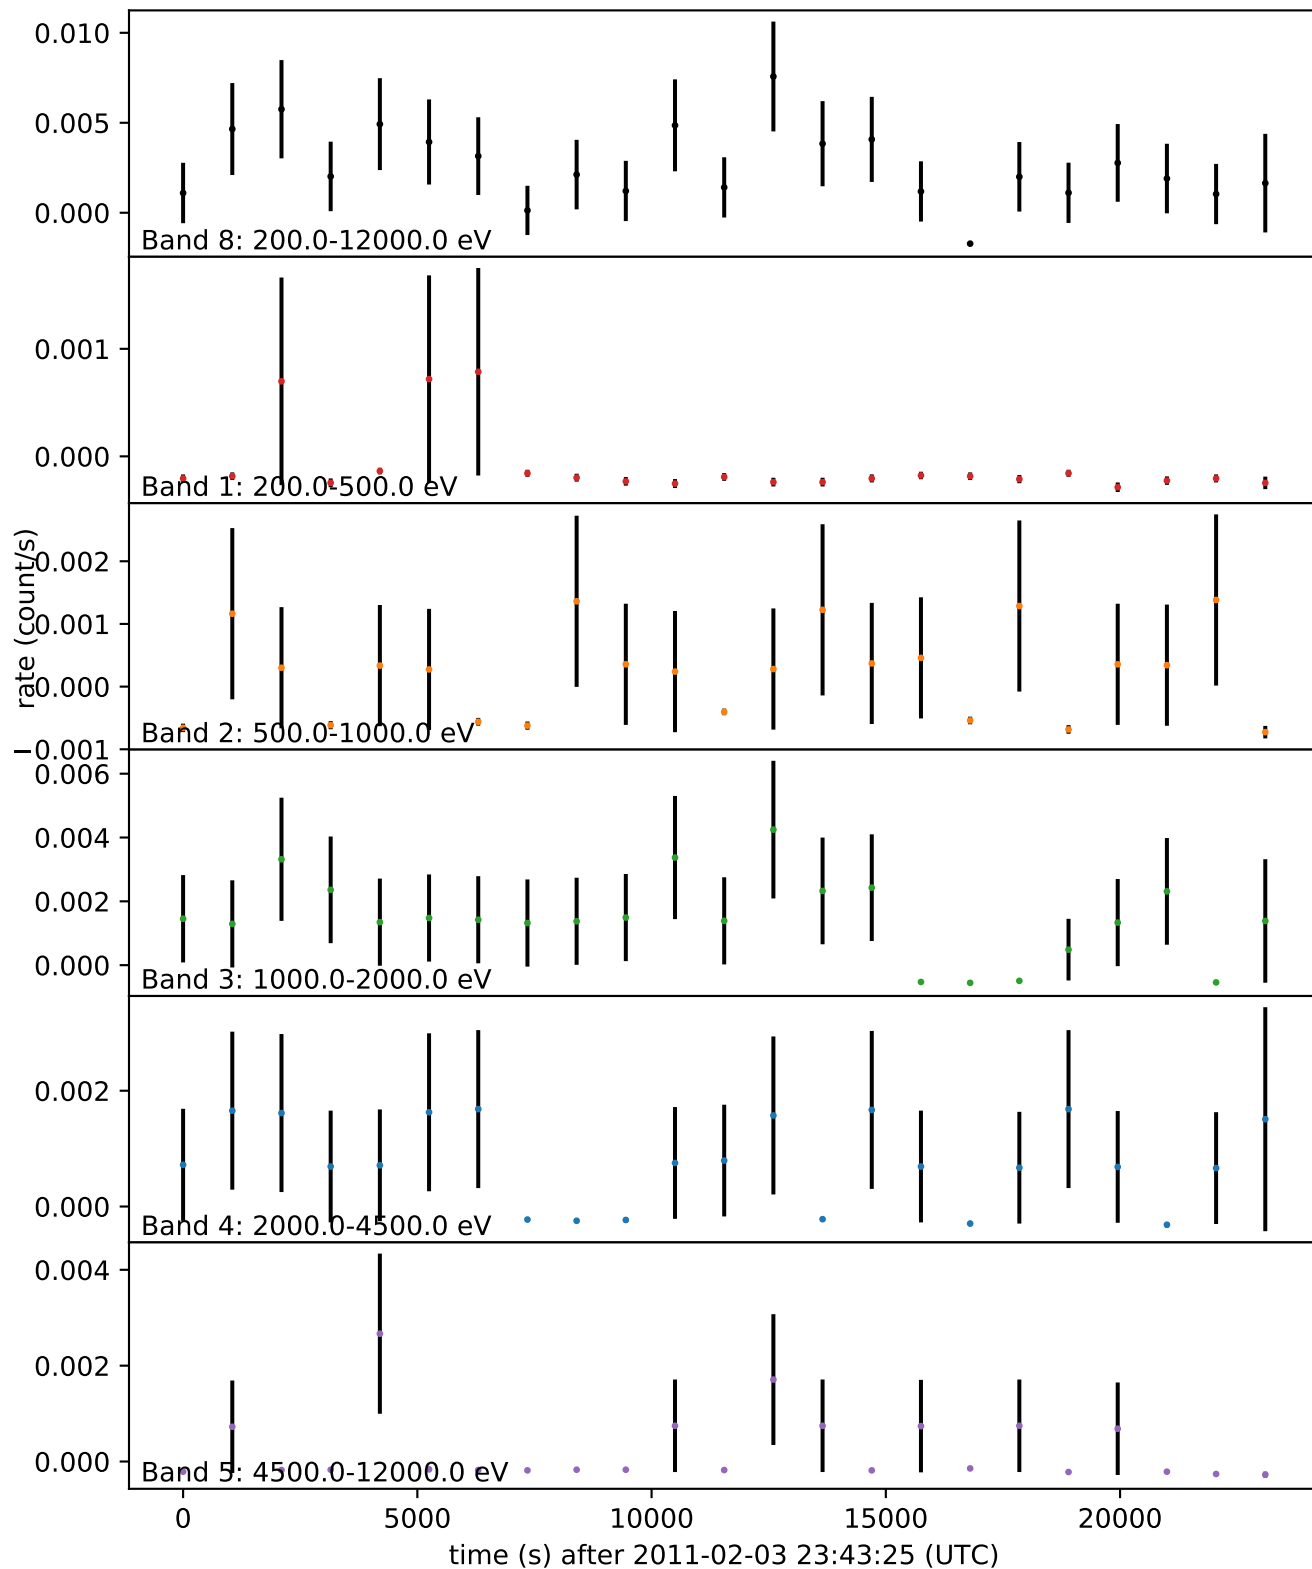 0.010
0.005
0.000
Band 8: 200.0-12000.0 eV
0.001
0.000
Band 1: 200.0-500.0 eV
rate (count/s)
0.002
0.001
0.000
−0.001
Band 2: 500.0-1000.0 eV
0.006
0.004
0.002
0.000
Band 3: 1000.0-2000.0 eV
0.002
0.000
Band 4: 2000.0-4500.0 eV
0.004
0.002
0.000
Band 5: 4500.0-12000.0 eV
0 5000 10000 15000 20000
time (s) after 2011-02-03 23:43:25 (UTC)